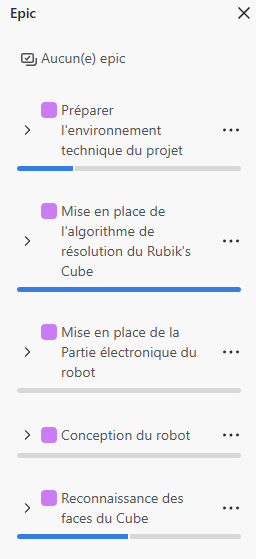 Epic
Aucun(e) epic
Préparer
l'environnement
technique du projet
Mise en place de
l'algorithme de
résolution du Rubik's
Cube
Mise en place de la
Partie électronique du
robot
Conception du robot
Reconnaissance des
faces du Cube